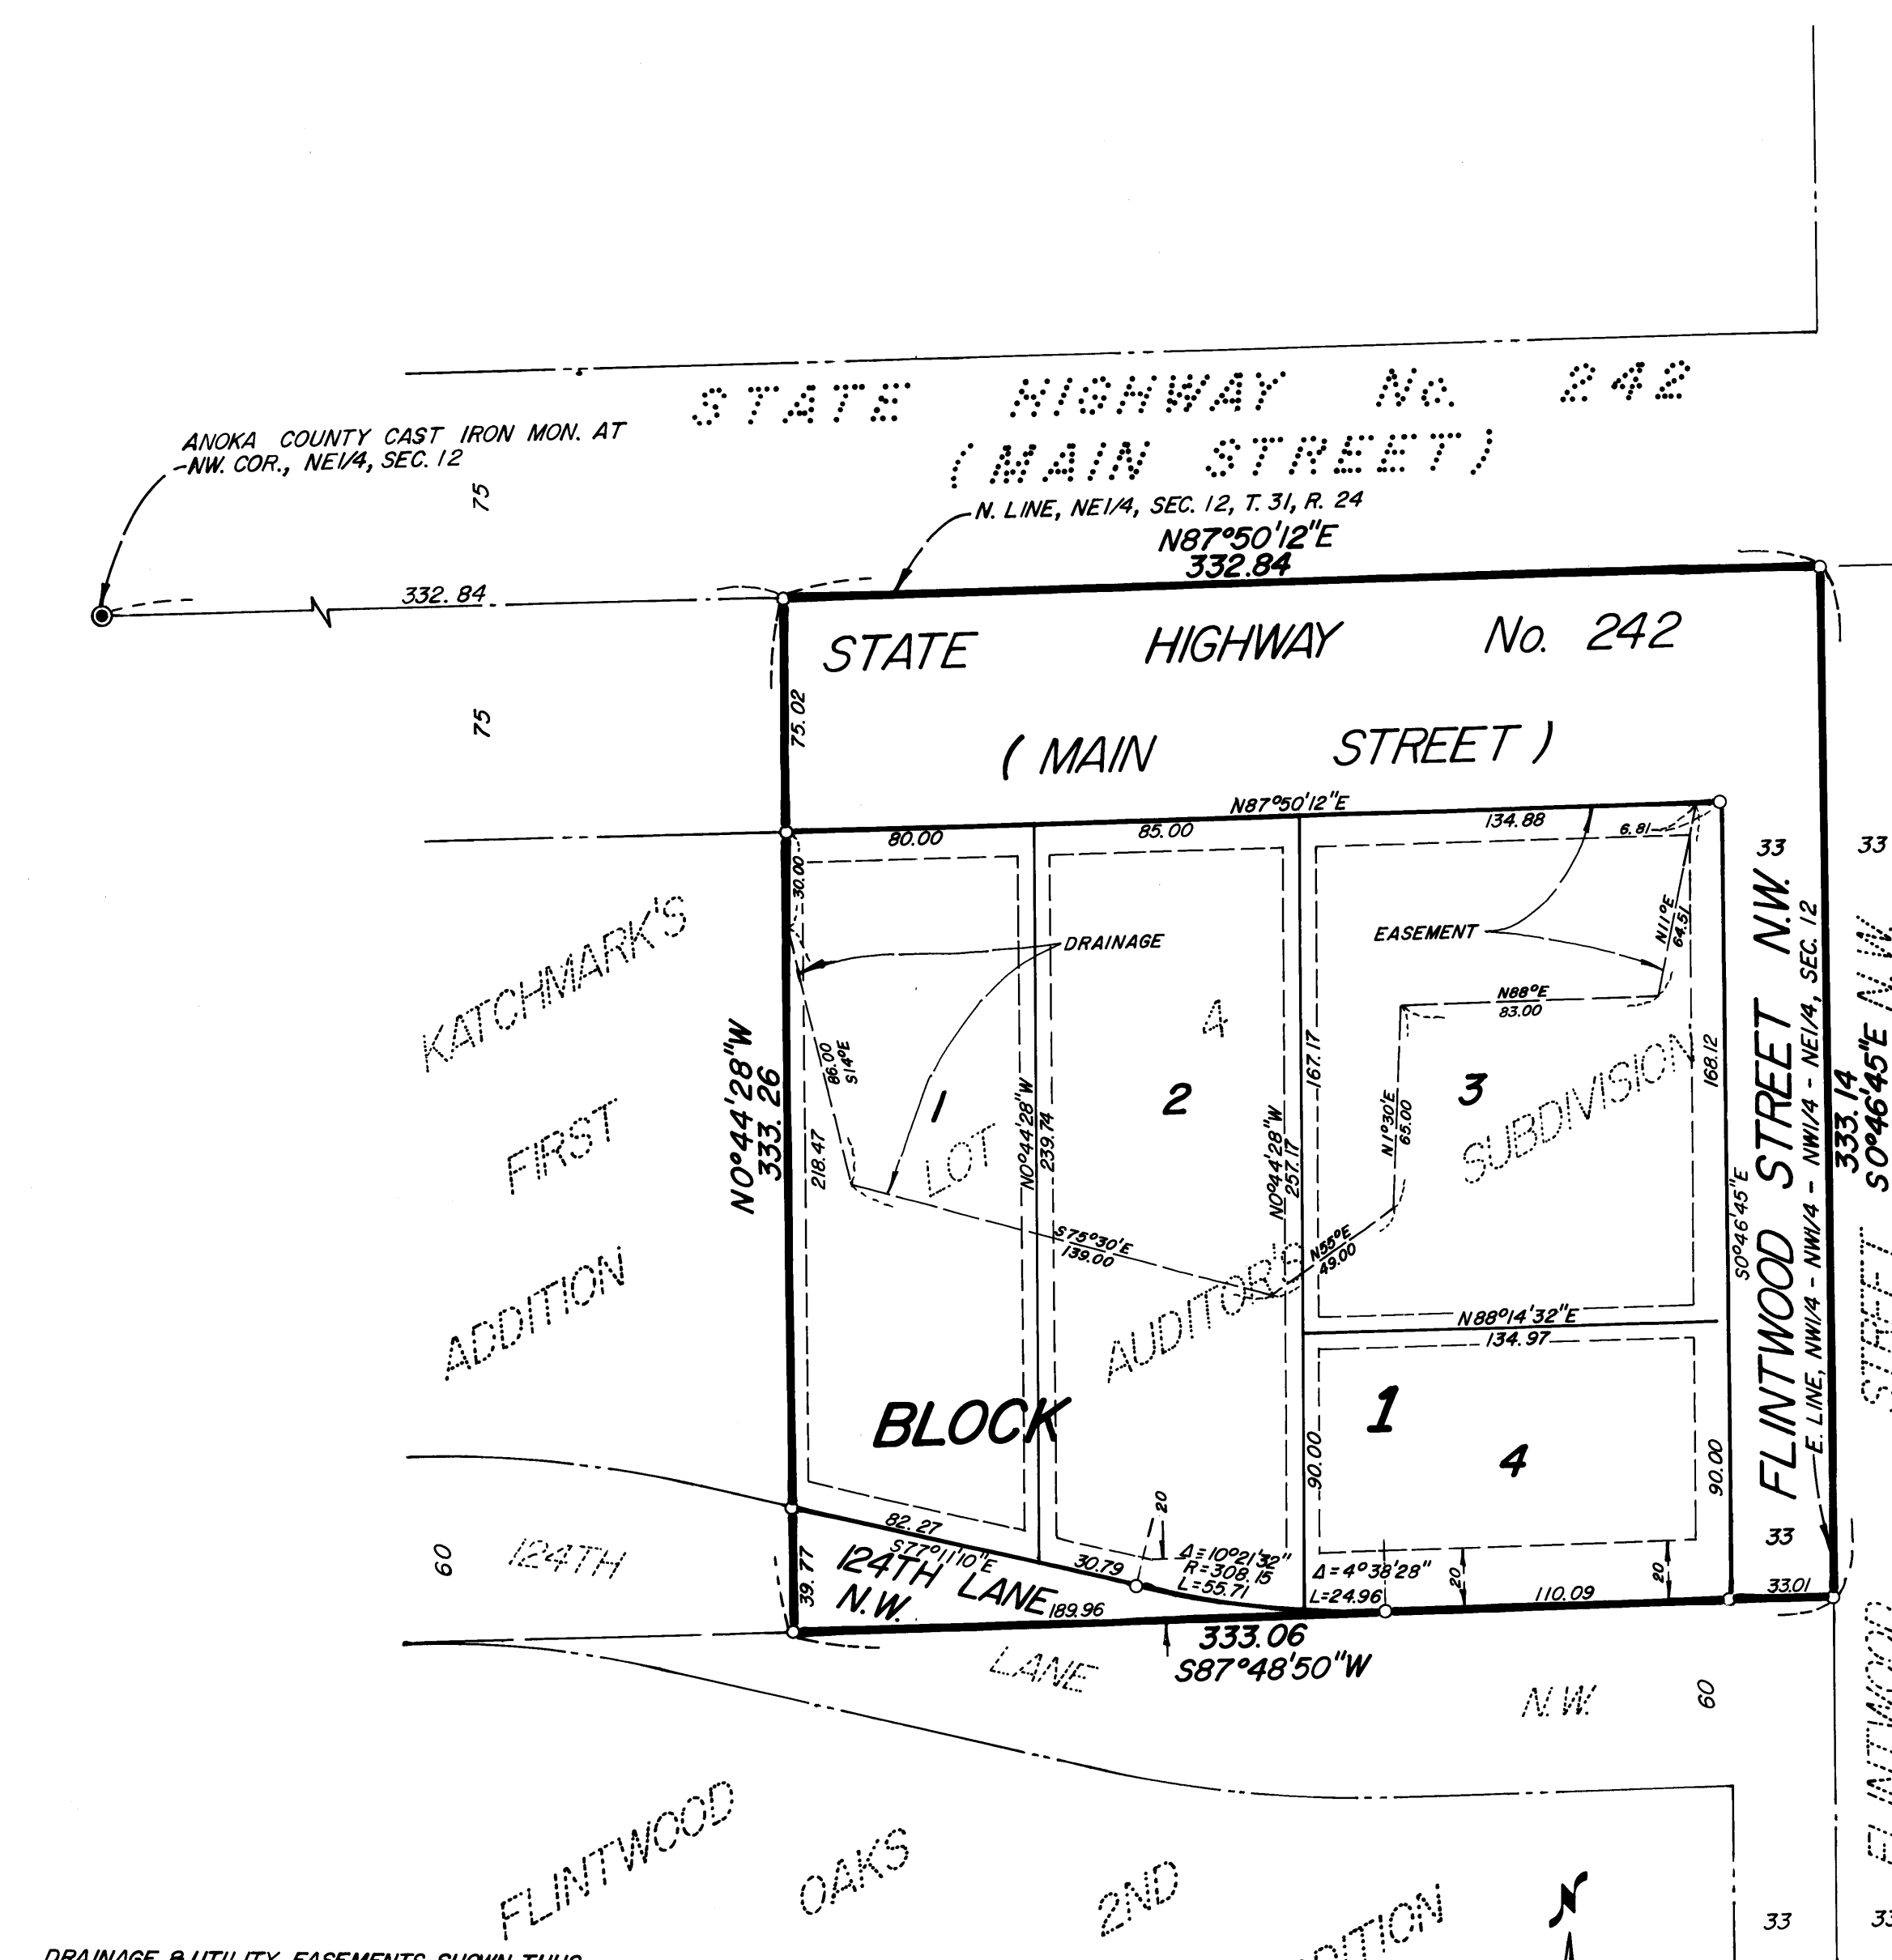 STATE HIGHWAY No. 242
(MAIN STREET)
ANOKA COUNTY CAST IRON MON. AT
NW. COR., NE1/4, SEC. 12
75
N. LINE, NE1/4, SEC. 12, T. 31, R. 24
N87°50'12"E
332.84
332.84
STATE HIGHWAY No. 242
75.02
75
( MAIN STREET )
N87°50'12"E
80.00
85.00
134.88
6.81
33
33
30.00
KATCHMARK'S
FIRST
ADDITION
DRAINAGE
EASEMENT
N11°E
64.51
N88°E
83.00
4
N0°44'28"W
333.26
86.00
S14°E
218.47
1
LOT
N0°44'28"W
239.74
2
N0°44'28"W
257.17
167.17
N1°30'E
65.00
3
SUBDIVISION
168.12
S0°46'45"E
FLINTWOOD STREET N.W.
E. LINE, NW1/4 - NW1/4 - NE1/4, SEC. 12
333.14
S0°46'45"E
STREET N.W.
S75°30'E
139.00
AUDITOR'S
N55°E
49.00
N88°14'32"E
134.97
BLOCK 1
90.00
4
90.00
60
124TH
39.77
82.27
S77°11'10"E
124TH LANE
N.W.
30.79
20
Δ=10°21'32"
R=308.15
L=55.71
Δ=4°38'28"
L=24.96
20
20
110.09
33
33.01
189.96
333.06
S87°48'50"W
LANE
N.W.
60
FLINTWOOD
FLINTWOOD
OAKS
2ND
DITION
N
33
33
DRAINAGE & UTILITY EASEMENTS SHOWN THUS